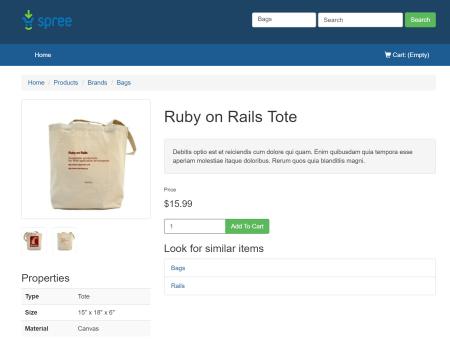 spree
Bags
Search
Search
Home
Cart: (Empty)
Home / Products / Brands / Bags
Ruby on Rails Tote
Debitis optio est et reiciendis cum dolore qui quam. Enim quibusdam quia tempora esse
aperiam molestiae itaque doloribus. Rerum quos quia blanditiis magni.
Ruby on Rails
Price
$15.99
1
Add To Cart
Look for similar items
Bags
Rails
Properties
Type Tote
Size 15" x 18" x 6"
Material Canvas